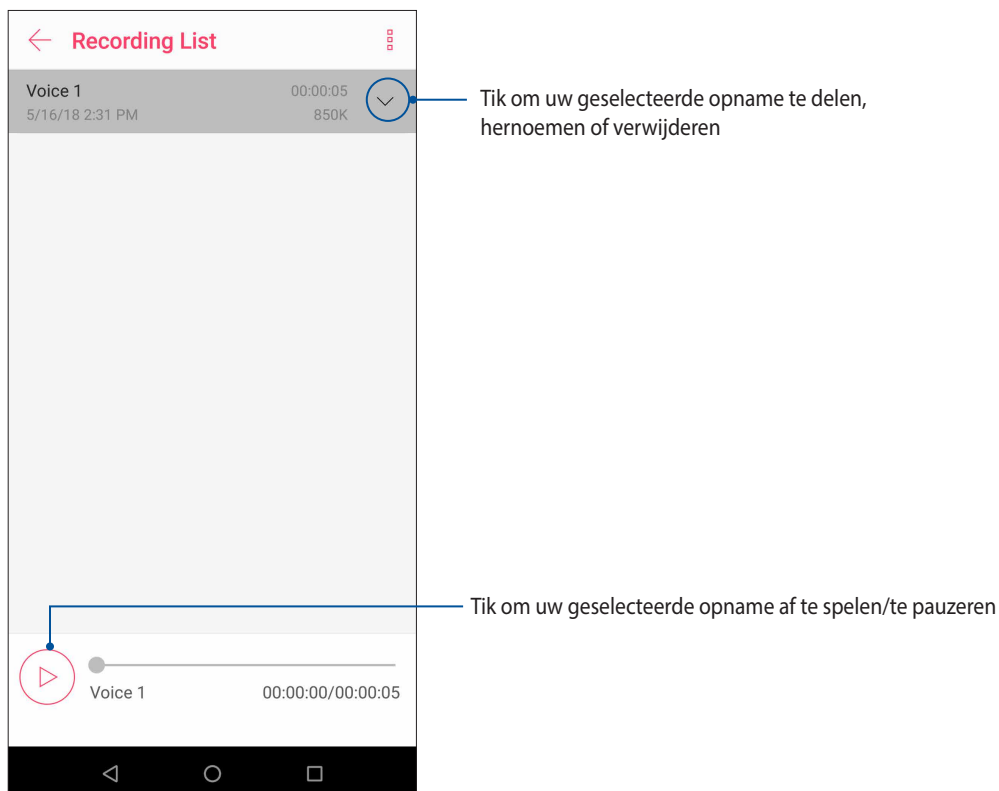 Recording List
Voice 1 00:00:05
5/16/18 2:31 PM 850K
Tik om uw geselecteerde opname te delen,
hernoemen of verwijderen
Tik om uw geselecteerde opname af te spelen/te pauzeren
Voice 1 00:00:00/00:00:05